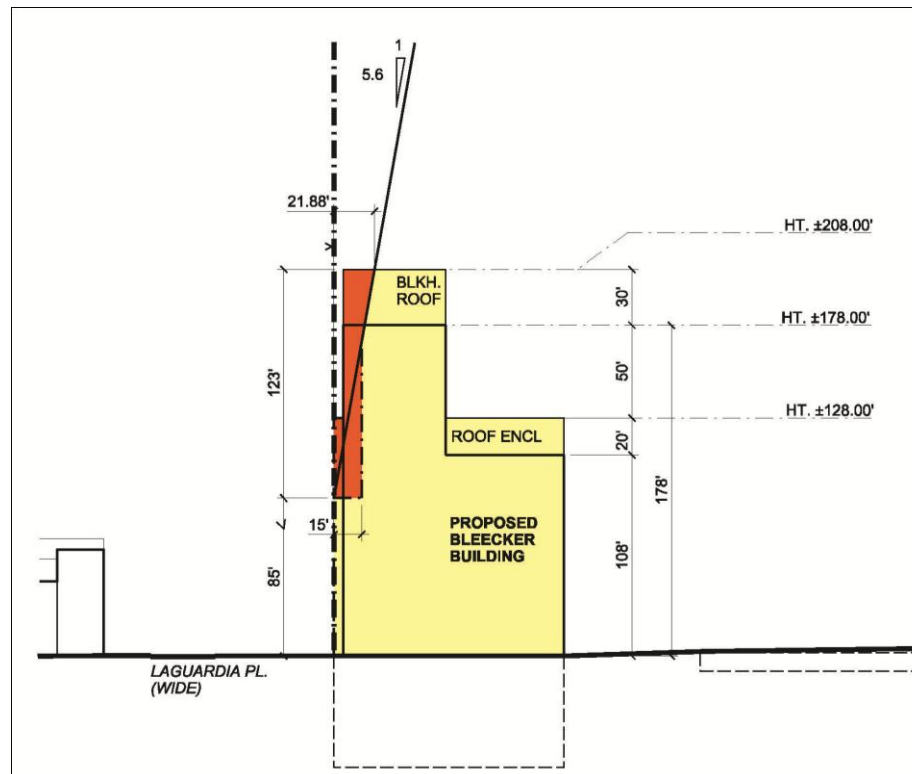 1
5.6
21.88'
HT. ±208.00'
BLKH.
ROOF
30'
HT. ±178.00'
123'
50'
HT. ±128.00'
ROOF ENCL
20'
178'
15'
PROPOSED
BLEECKER
BUILDING
108'
85'
LAGUARDIA PL.
(WIDE)